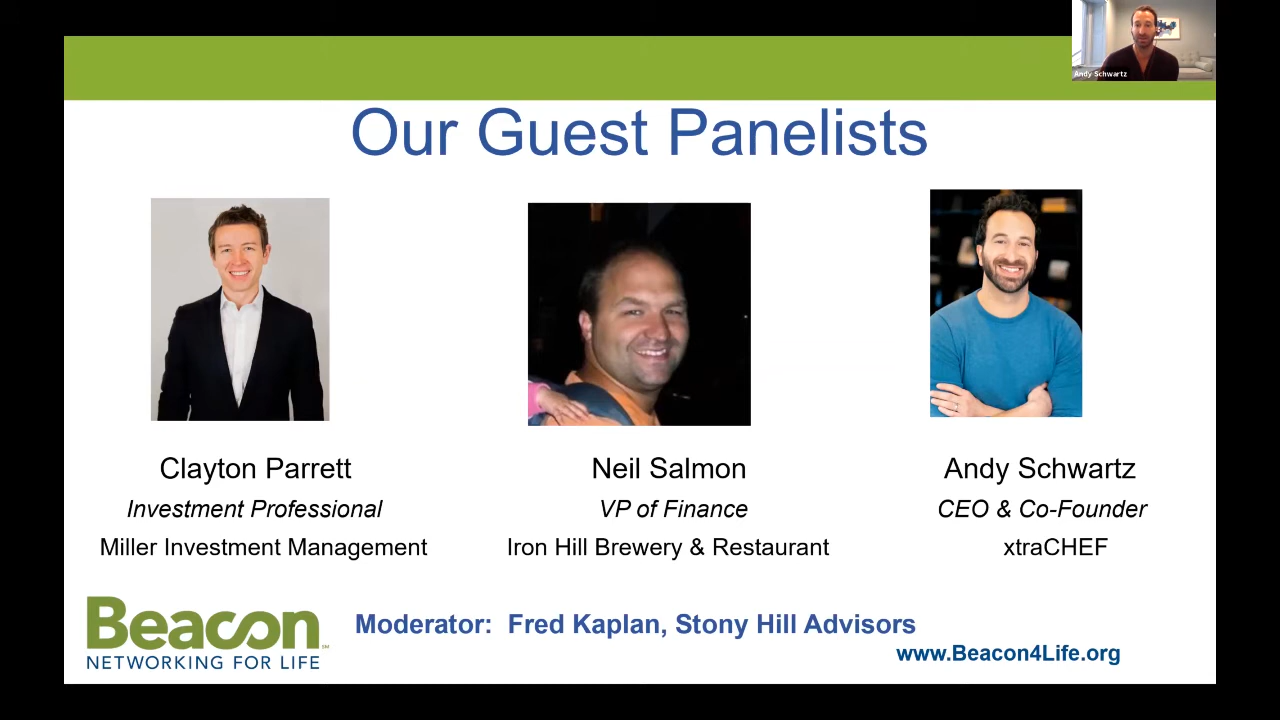 Andy Schwartz
Our Guest Panelists
Clayton Parrett
Investment Professional
Miller Investment Management
Neil Salmon
VP of Finance
Iron Hill Brewery & Restaurant
Andy Schwartz
CEO & Co-Founder
xtraCHEF
Beacon℠
NETWORKING FOR LIFE
Moderator: Fred Kaplan, Stony Hill Advisors
www.Beacon4Life.org